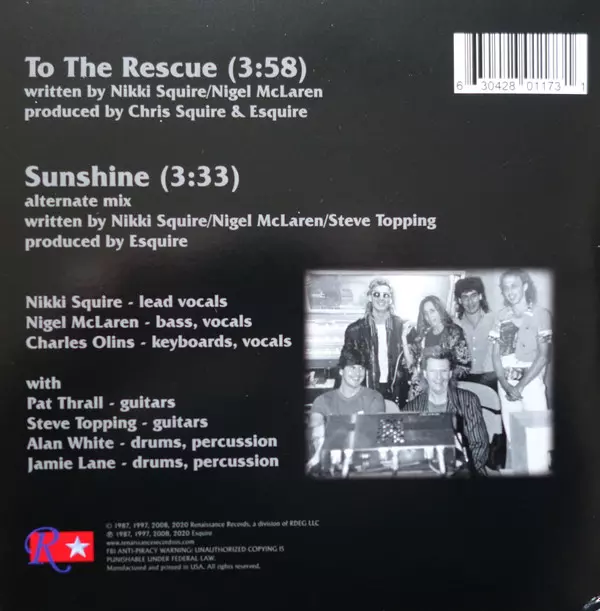 To The Rescue (3:58)
written by Nikki Squire/Nigel McLaren
produced by Chris Squire & Esquire
6 30428 01173 1
Sunshine (3:33)
alternate mix
written by Nikki Squire/Nigel McLaren/Steve Topping
produced by Esquire
Nikki Squire - lead vocals
Nigel McLaren - bass, vocals
Charles Olins - keyboards, vocals
with
Pat Thrall - guitars
Steve Topping - guitars
Alan White - drums, percussion
Jamie Lane - drums, percussion
R
© 1987, 1997, 2008, 2020 Renaissance Records, a division of RDEG LLC
℗ 1987, 1997, 2008, 2020 Esquire
www.renaissancerecordsus.com
FBI ANTI-PIRACY WARNING: UNAUTHORIZED COPYING IS
PUNISHABLE UNDER FEDERAL LAW.
Manufactured and printed in USA. All rights reserved.